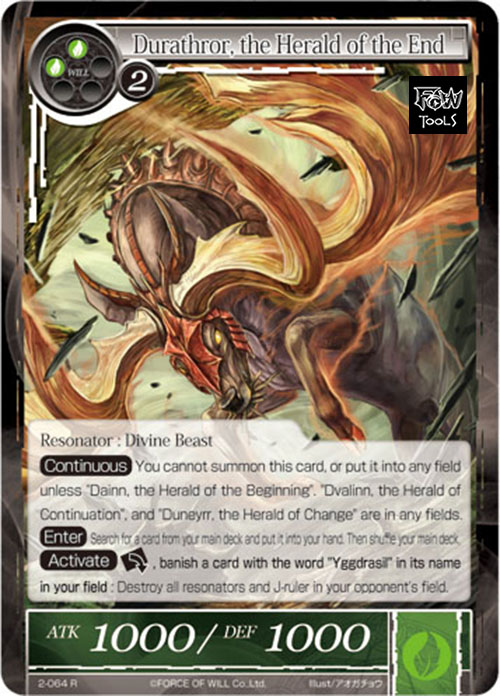 Durathror, the Herald of the End
WILL
2
FOW
TOOLS
Resonator : Divine Beast
Continuous You cannot summon this card, or put it into any field
unless "Dainn, the Herald of the Beginning". "Dvalinn, the Herald of
Continuation", and "Duneyrr, the Herald of Change" are in any fields.
Enter Search for a card from your main deck and put it into your hand. Then shuffle your main deck.
Activate , banish a card with the word "Yggdrasil" in its name
in your field : Destroy all resonators and J-ruler in your opponent's field.
ATK 1000 / DEF 1000
2-064 R ©FORCE OF WILL Co.,Ltd. Illust/アオガチョウ